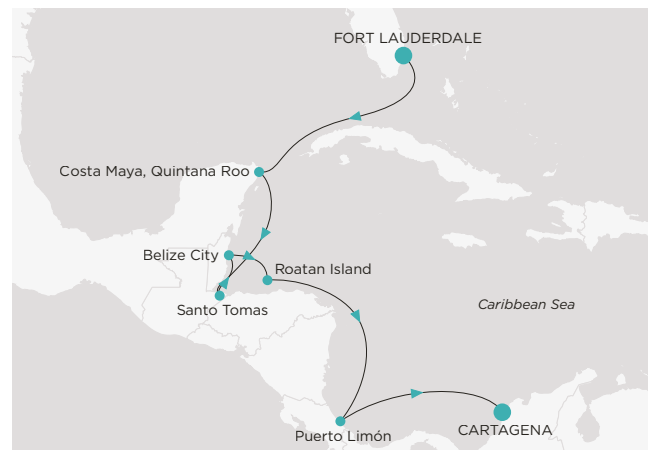 FORT LAUDERDALE
Costa Maya, Quintana Roo
Belize City
Roatan Island
Santo Tomas
Caribbean Sea
Puerto Limón
CARTAGENA